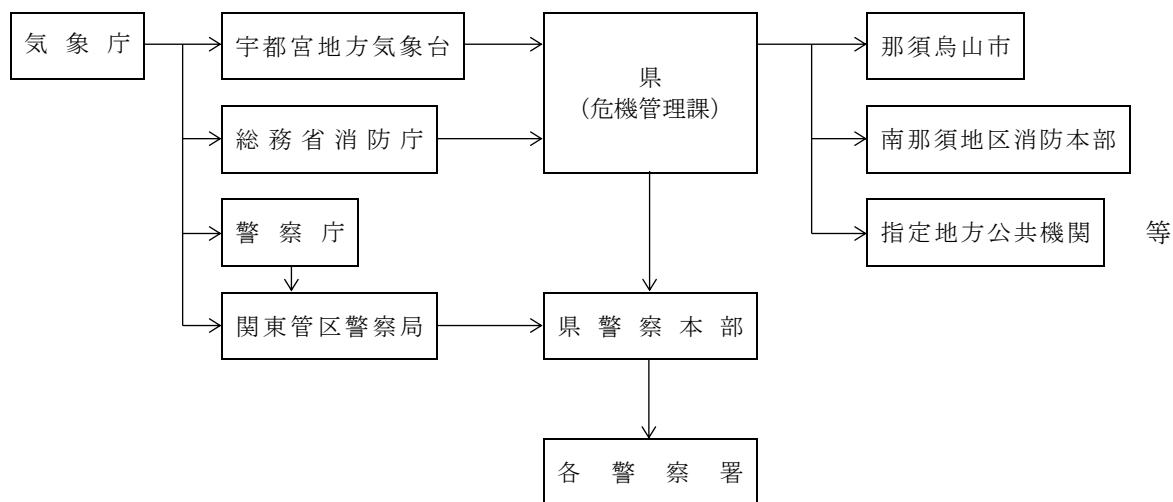 気象庁
宇都宮地方気象台
県
(危機管理課)
那須烏山市
総務省消防庁
南那須地区消防本部
警察庁
指定地方公共機関 等
関東管区警察局
県警察本部
各警察署